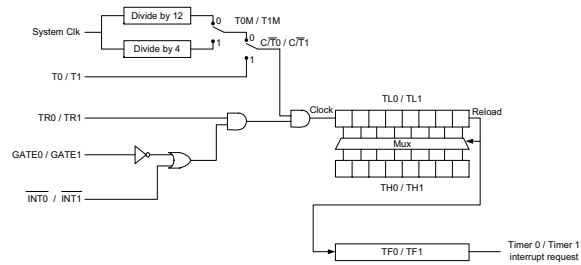 Divide by 12
T0M / T1M
0
System Clk
0
C/T0 / C/T1
Divide by 4
1
1
T0 / T1
TL0 / TL1
Clock
Reload
TR0 / TR1
Mux
GATE0 / GATE1
TH0 / TH1
INT0 / INT1
TF0 / TF1
Timer 0 / Timer 1
interrupt request